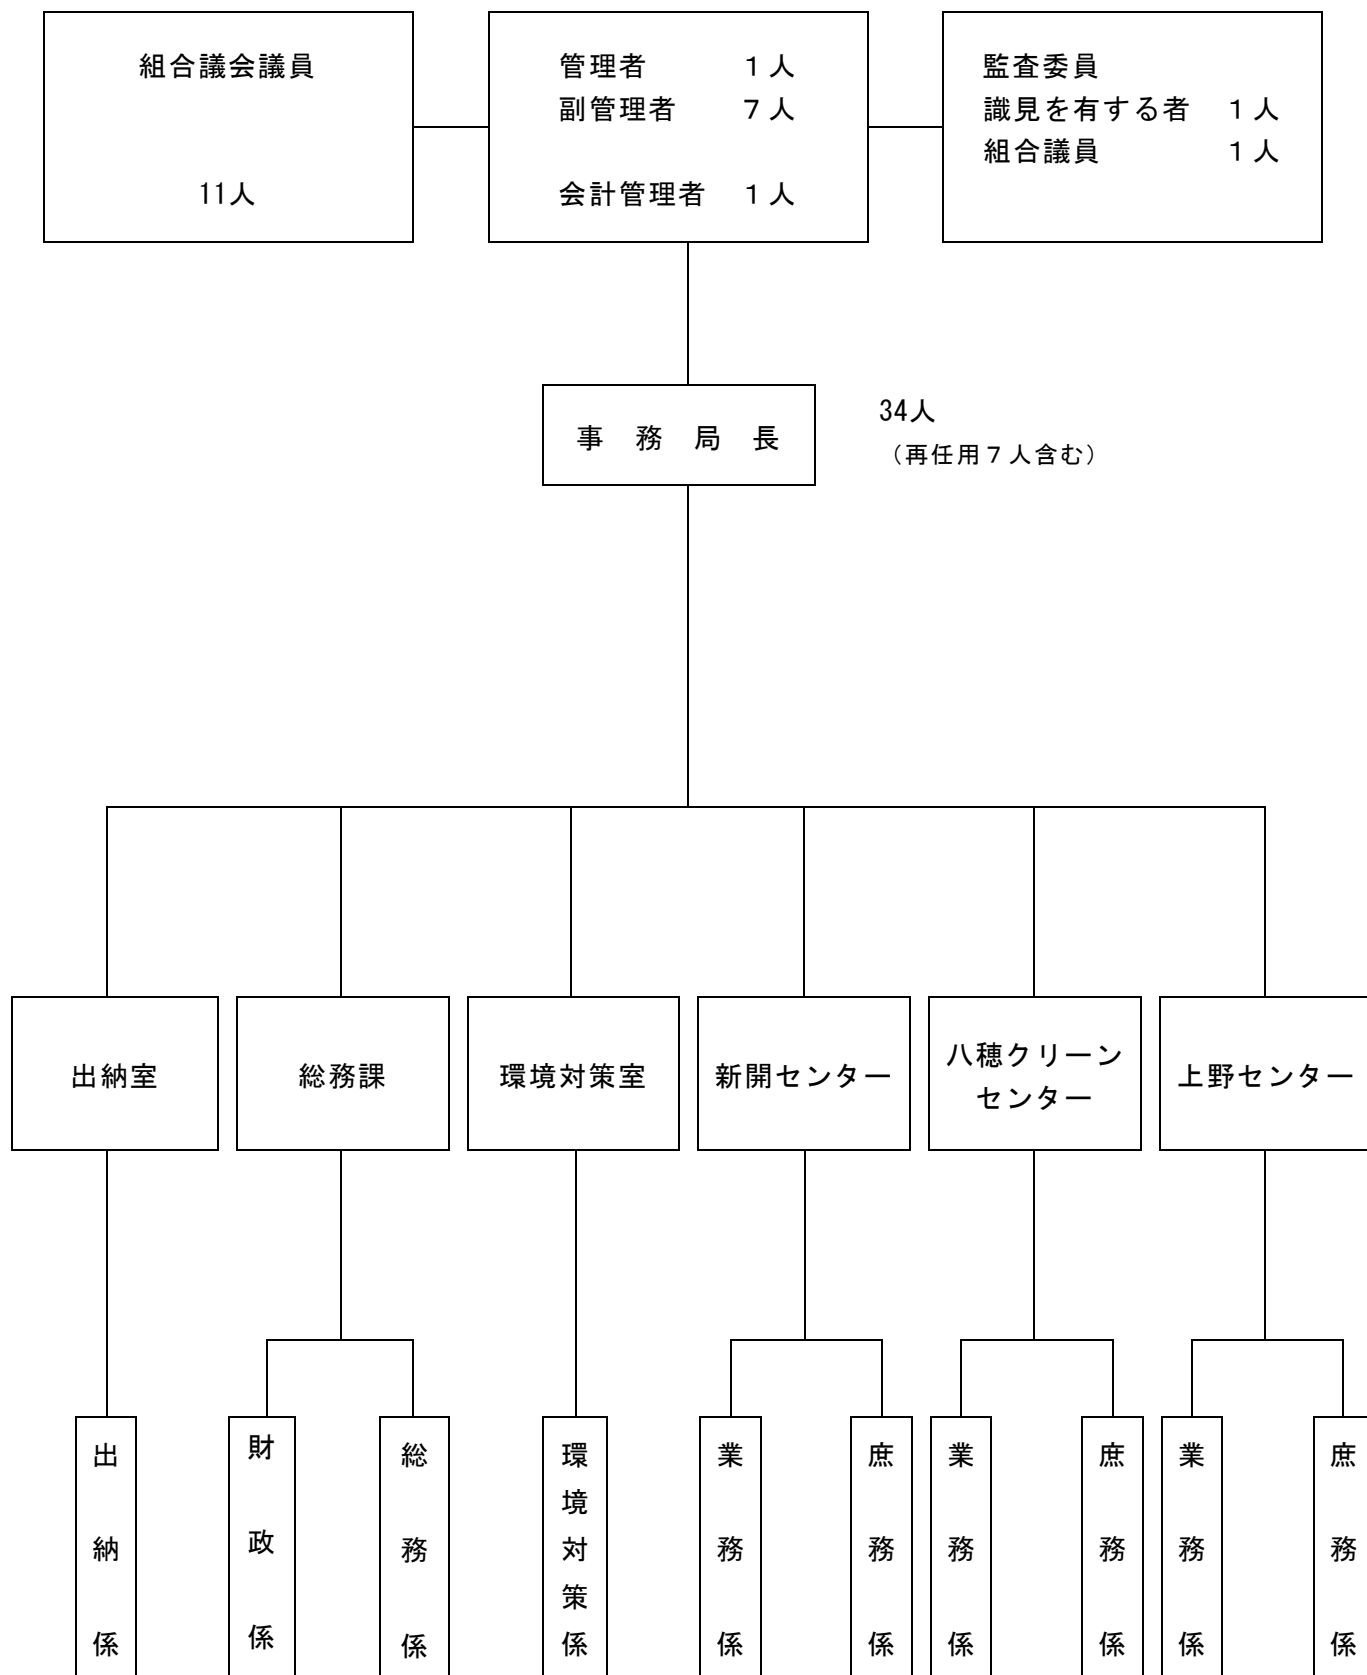 組合議会議員
11人
管理者　１人
副管理者　７人
会計管理者　１人
監査委員
識見を有する者　１人
組合議員　１人
事務局長
34人
（再任用７人含む）
出納室
総務課
環境対策室
新開センター
八穂クリーン
センター
上野センター
出納係
財政係
総務係
環境対策係
業務係
庶務係
業務係
庶務係
業務係
庶務係